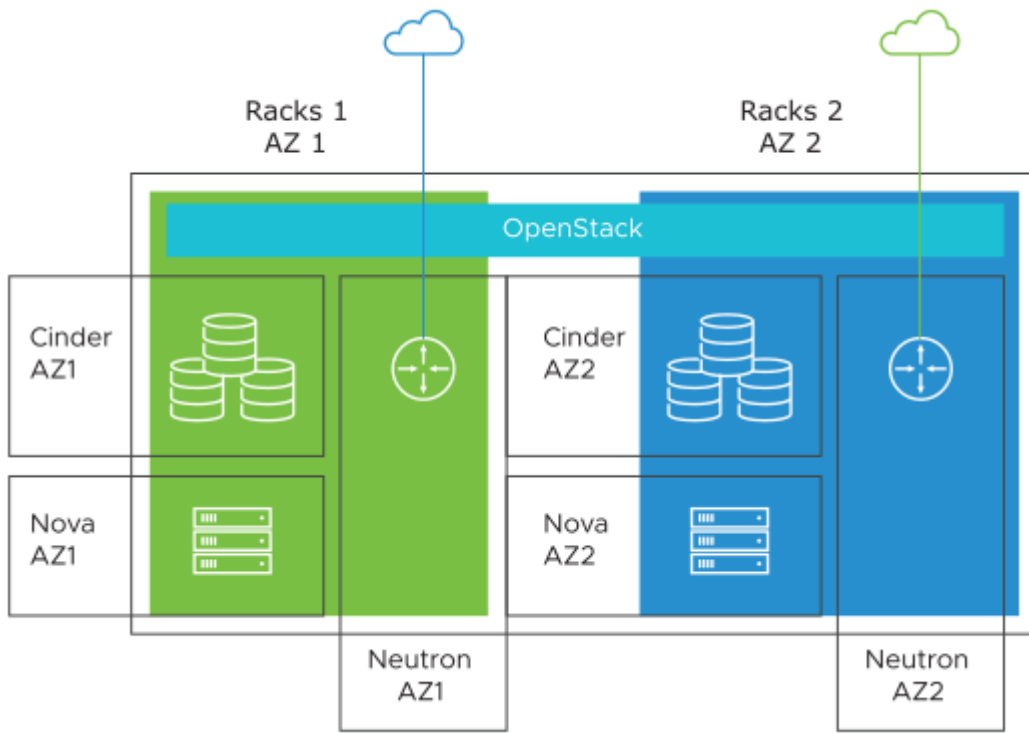 Racks 1
AZ 1
Racks 2
AZ 2
OpenStack
Cinder
AZ1
Cinder
AZ2
Nova
AZ1
Nova
AZ2
Neutron
AZ1
Neutron
AZ2